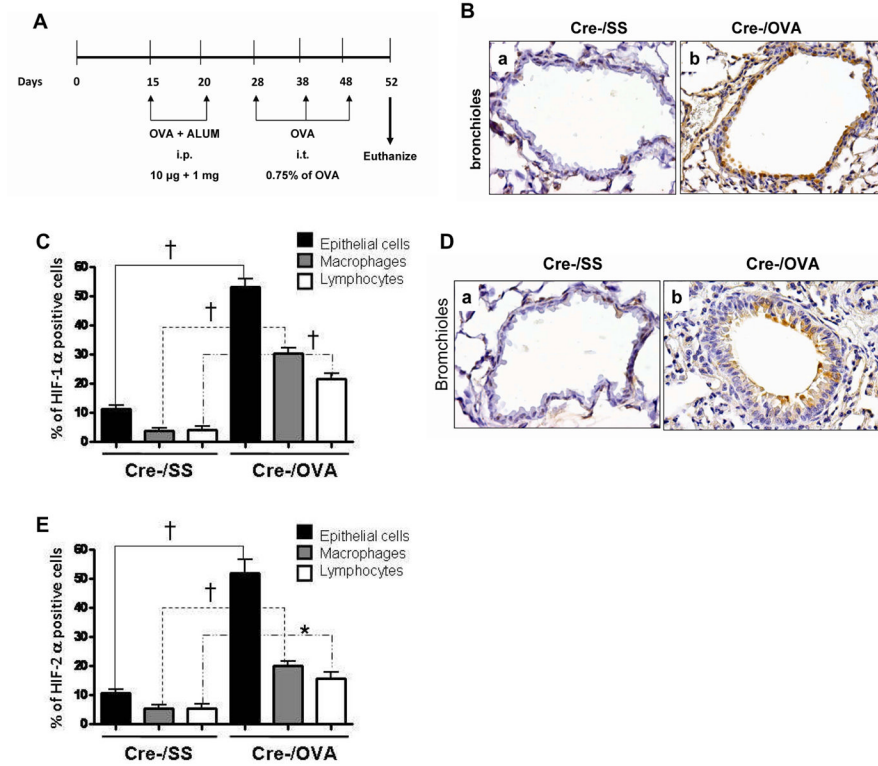 A
Days
0
15
20
28
38
48
52
OVA + ALUM
i.p.
10 µg + 1 mg
OVA
i.t.
0.75% of OVA
Euthanize
B
Cre-/SS
Cre-/OVA
bronchioles
a
b
C
% of HIF-1 α positive cells
60
50
40
30
20
10
0
†
†
†
Epithelial cells
Macrophages
Lymphocytes
Cre-/SS
Cre-/OVA
D
Cre-/SS
Cre-/OVA
Bromchioles
a
b
E
% of HIF-2 α positive cells
60
50
40
30
20
10
0
†
†
*
Epithelial cells
Macrophages
Lymphocytes
Cre-/SS
Cre-/OVA